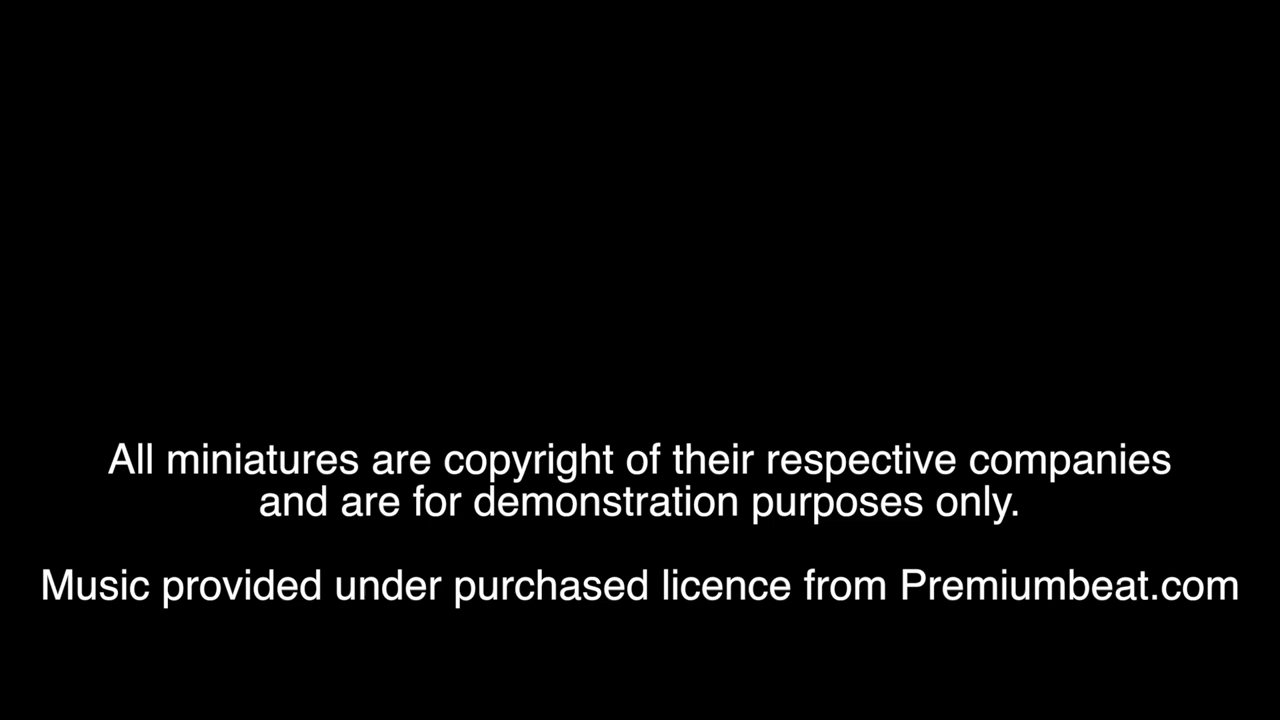 All miniatures are copyright of their respective companies
and are for demonstration purposes only.
Music provided under purchased licence from Premiumbeat.com